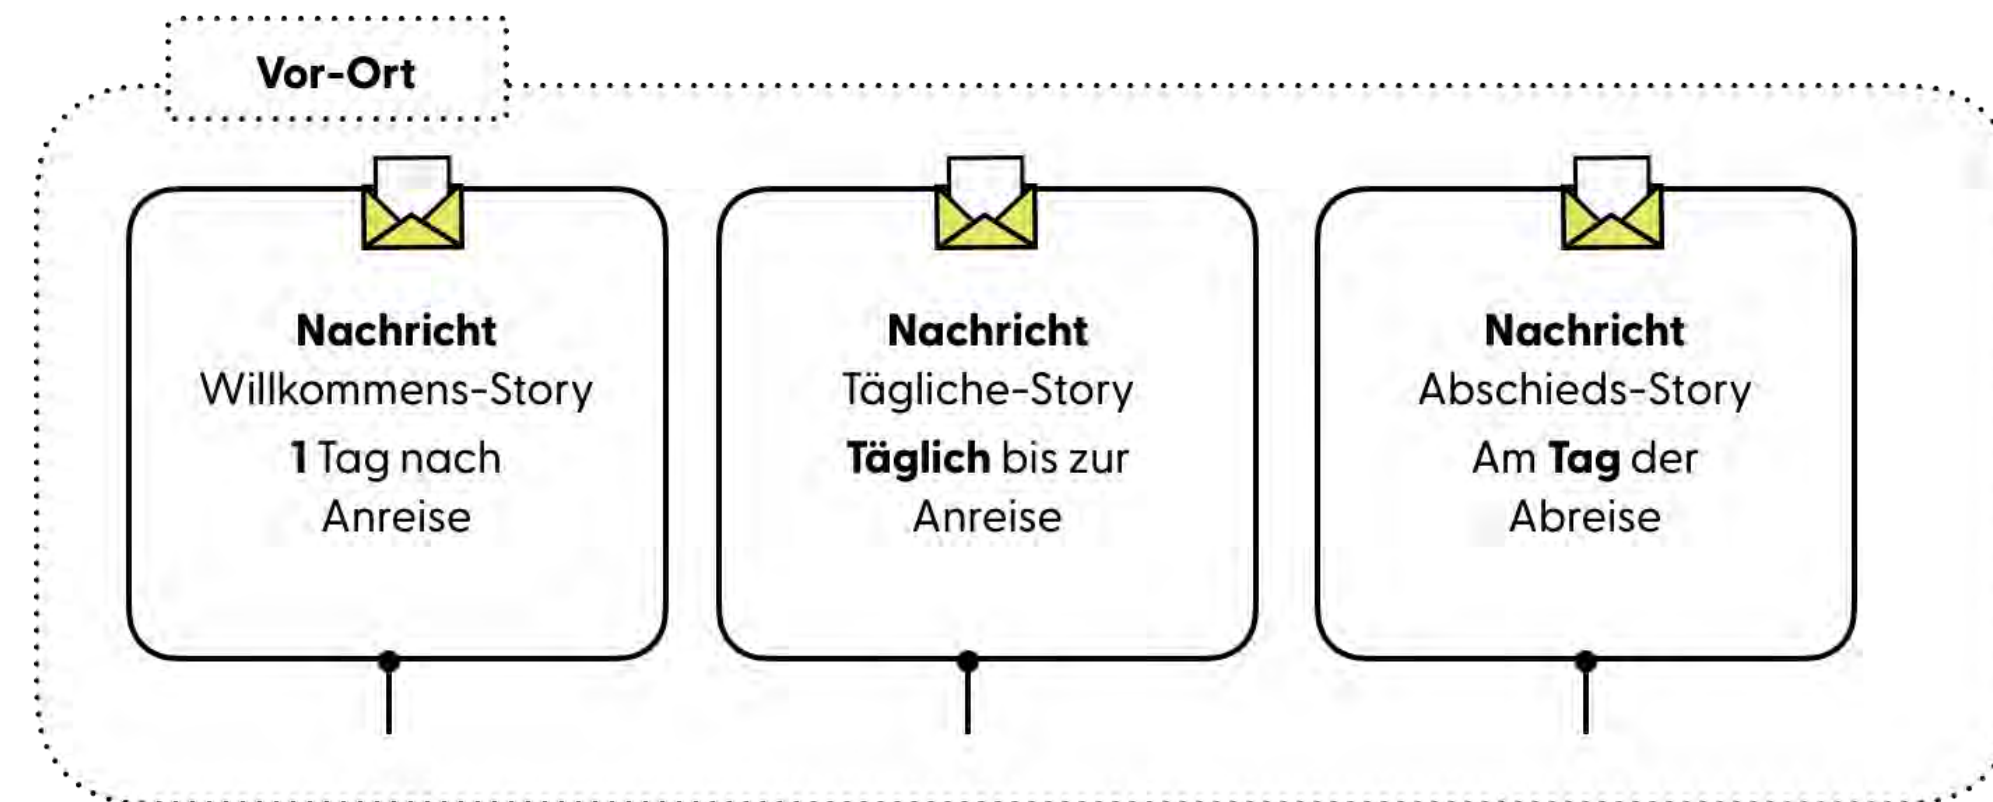 Vor-Ort
Nachricht
Willkommens-Story
1 Tag nach
Anreise
Nachricht
Tägliche-Story
Täglich bis zur
Anreise
Nachricht
Abschieds-Story
Am Tag der
Abreise